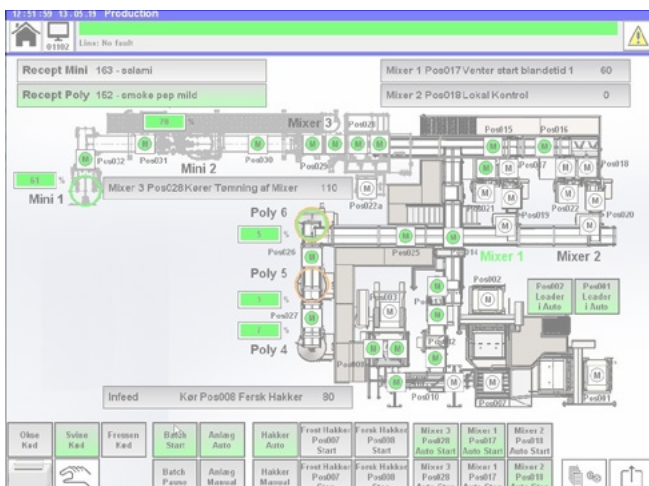 12:51:59 13.05.19 Production
01102
Line: No fault
Recept Mini 163 - salami
Mixer 1 Pos017 Venter start blandetid 1 60
Recept Poly 152 - smoke pep mild
Mixer 2 Pos018 Lokal Kontrol 0
78 %
Mixer 3
Pos028
Pos015
Pos016
Pos032
Pos031
Pos030
Pos029
Pos018
Mini 2
61 %
Mini 1
Mixer 3 Pos028 Kører Tømning af Mixer 110
Pos022a
Pos021
Pos019
Pos022
Pos020
Poly 6
5 %
Pos026
Pos025
Mixer 1
Mixer 2
Poly 5
Pos002
Pos002 Loader i Auto
Pos001 Loader i Auto
%
Pos027
%
Poly 4
Pos010
Pos007
Pos001
Infeed Kør Pos008 Fersk Hakker 80
Okse Kød
Svine Kød
Fressen Kød
Batch Start
Anlæg Auto
Hakker Auto
Frost Hakker Pos007 Start
Fersk Hakker Pos008 Start
Mixer 3 Pos028 Auto Start
Mixer 1 Pos017 Auto Start
Mixer 2 Pos018 Auto Start
Batch Pause
Anlæg Manual
Hakker Manual
Frost Hakker Pos007
Fersk Hakker Pos008
Mixer 3 Pos028
Mixer 1 Pos017
Mixer 2 Pos018